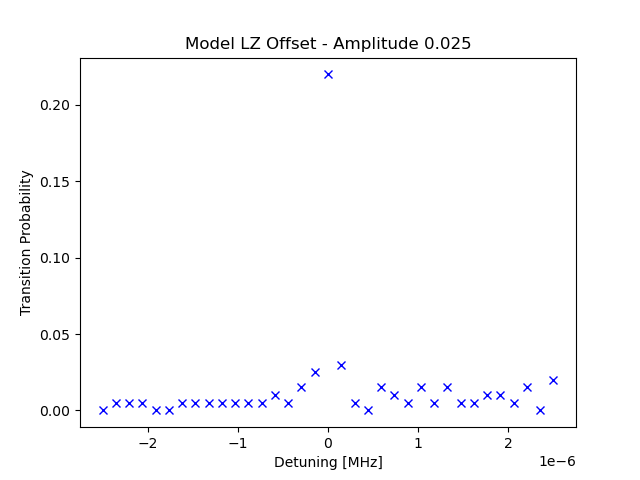 Model LZ Offset - Amplitude 0.025
Transition Probability
0.20
0.15
0.10
0.05
0.00
−2
−1
0
1
2
1e−6
Detuning [MHz]